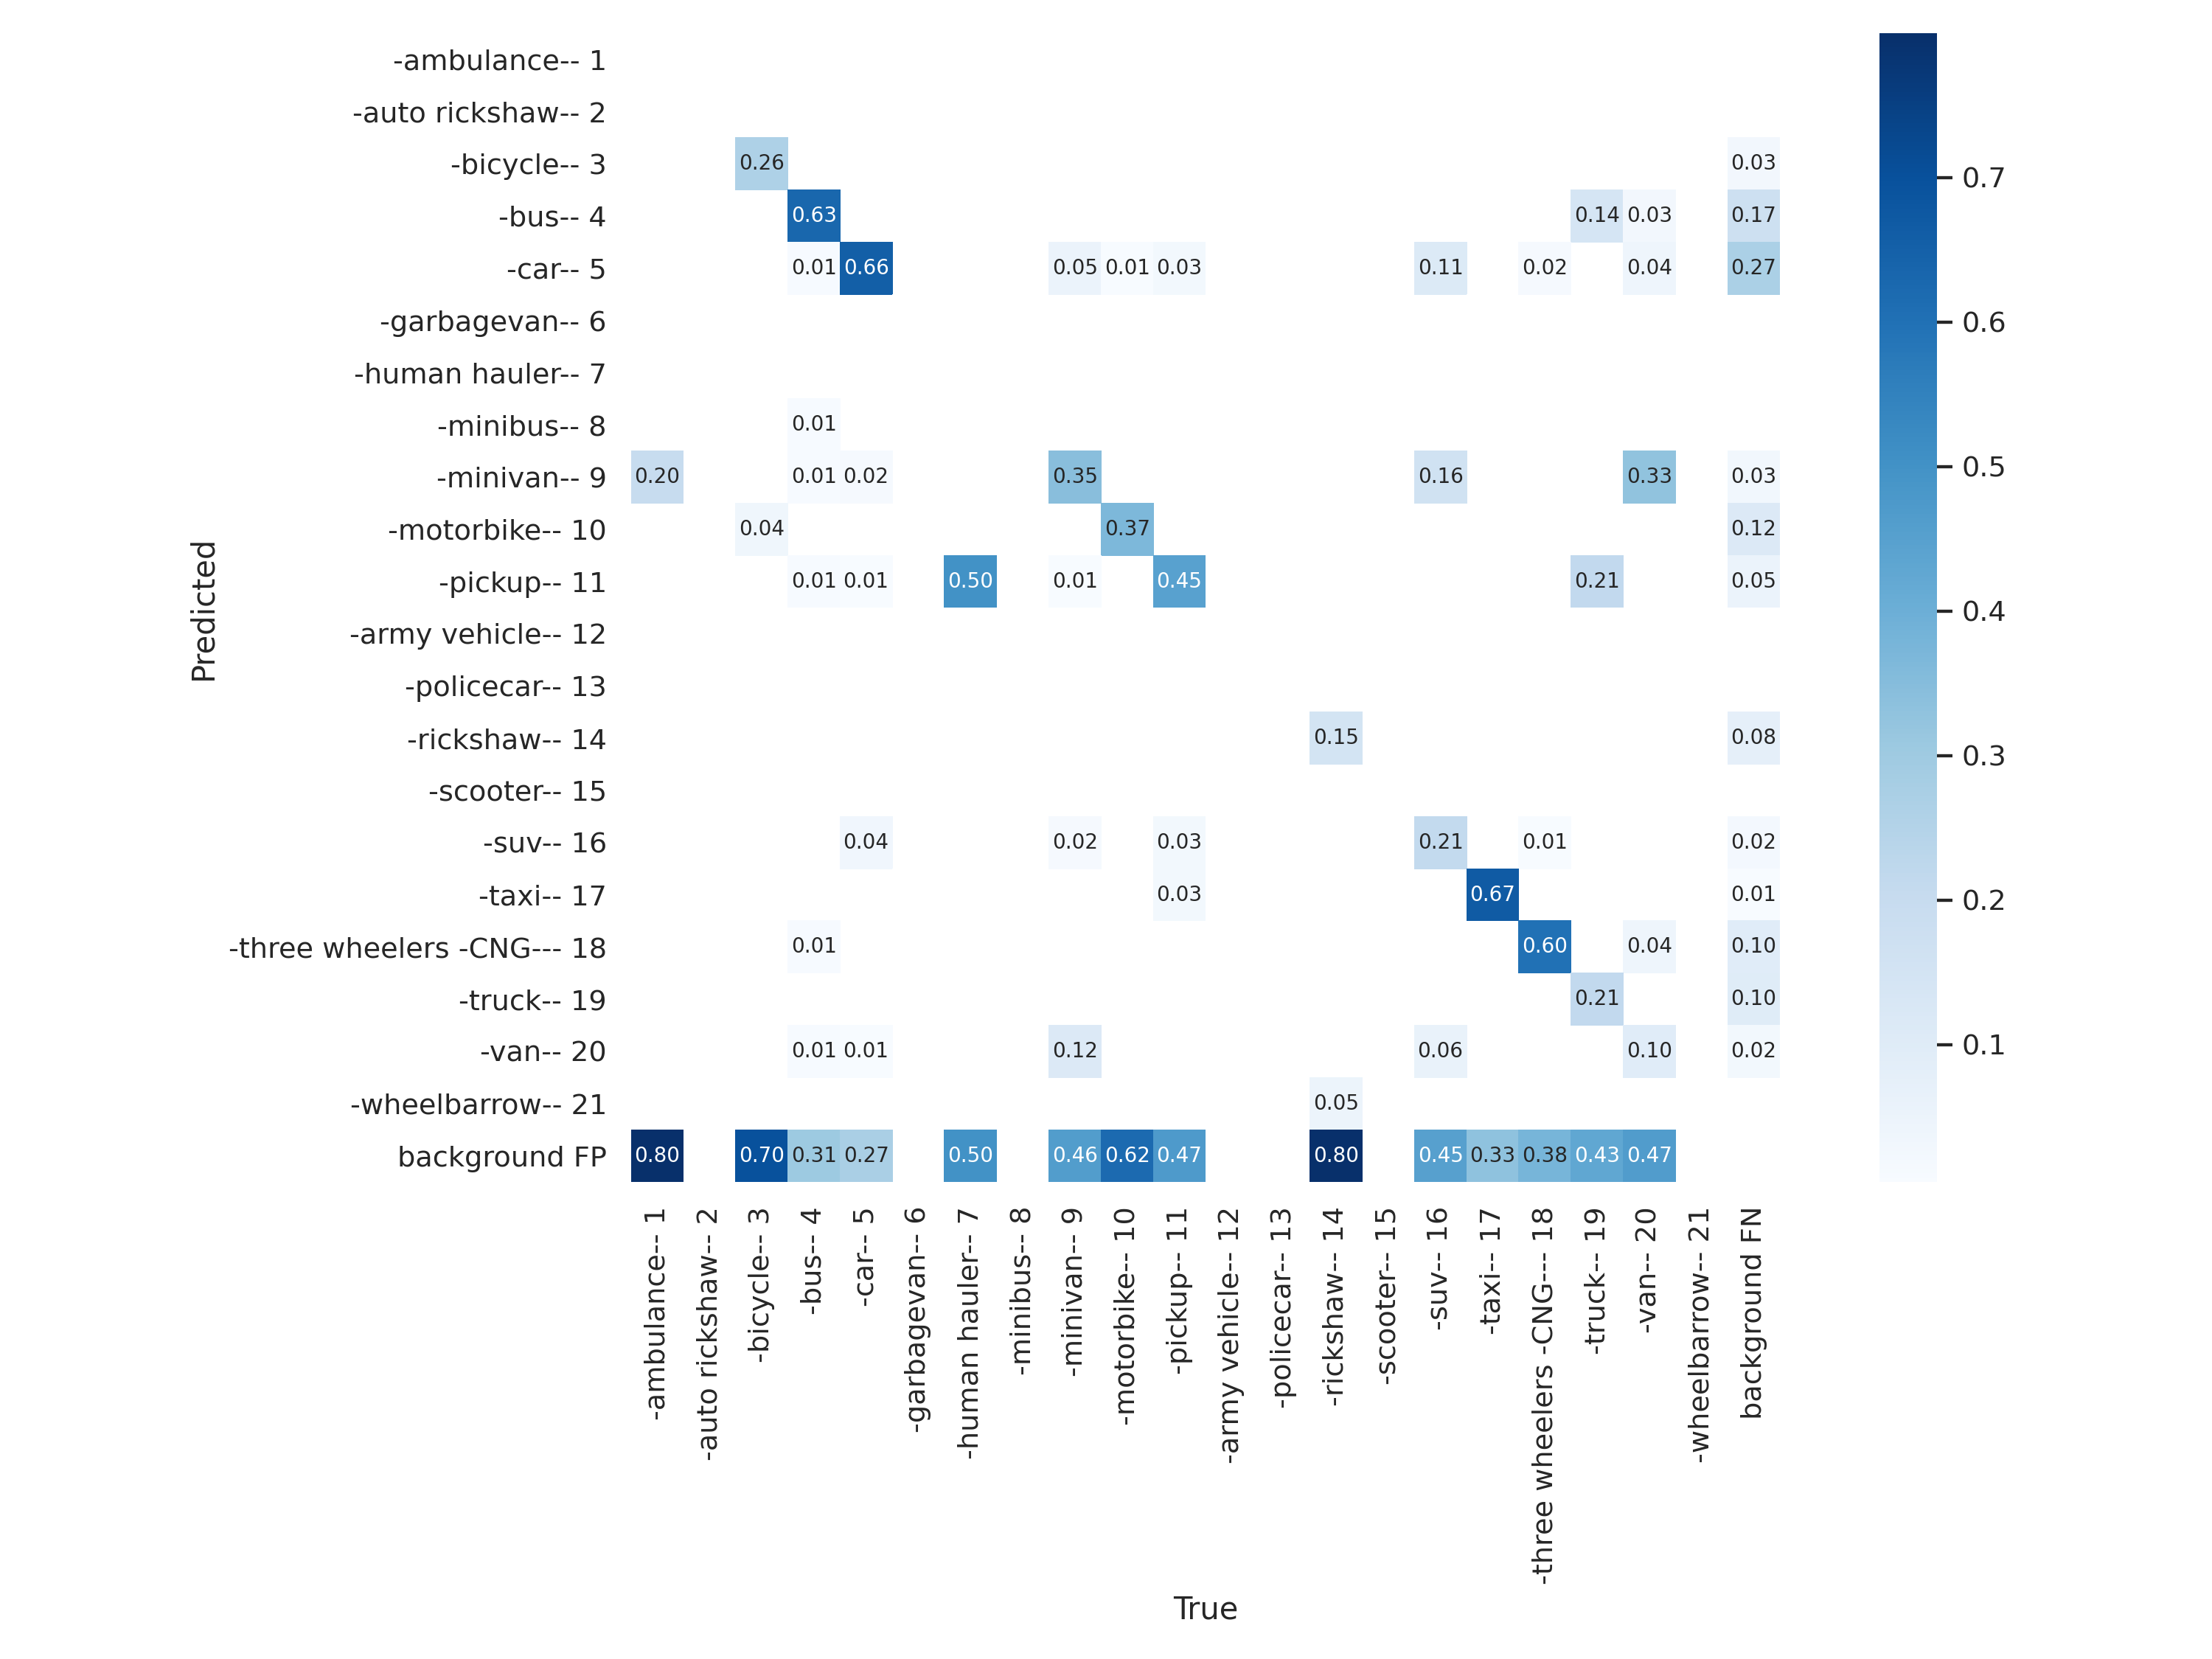 -ambulance-- 1
-auto rickshaw-- 2
-bicycle-- 3 0.26 0.03
-bus-- 4 0.63 0.14 0.03 0.17
-car-- 5 0.01 0.66 0.05 0.01 0.03 0.11 0.02 0.04 0.27
-garbagevan-- 6
-human hauler-- 7
-minibus-- 8 0.01
-minivan-- 9 0.20 0.01 0.02 0.35 0.16 0.33 0.03
-motorbike-- 10 0.04 0.37 0.12
-pickup-- 11 0.01 0.01 0.50 0.01 0.45 0.21 0.05
-army vehicle-- 12
-policecar-- 13
-rickshaw-- 14 0.15 0.08
-scooter-- 15
-suv-- 16 0.04 0.02 0.03 0.21 0.01 0.02
-taxi-- 17 0.03 0.67 0.01
-three wheelers -CNG--- 18 0.01 0.60 0.04 0.10
-truck-- 19 0.21 0.10
-van-- 20 0.01 0.01 0.12 0.06 0.10 0.02
-wheelbarrow-- 21 0.05
background FP 0.80 0.70 0.31 0.27 0.50 0.46 0.62 0.47 0.80 0.45 0.33 0.38 0.43 0.47
Predicted
-ambulance-- 1
-auto rickshaw-- 2
-bicycle-- 3
-bus-- 4
-car-- 5
-garbagevan-- 6
-human hauler-- 7
-minibus-- 8
-minivan-- 9
-motorbike-- 10
-pickup-- 11
-army vehicle-- 12
-policecar-- 13
-rickshaw-- 14
-scooter-- 15
-suv-- 16
-taxi-- 17
-three wheelers -CNG--- 18
-truck-- 19
-van-- 20
-wheelbarrow-- 21
background FN
True
0.7
0.6
0.5
0.4
0.3
0.2
0.1